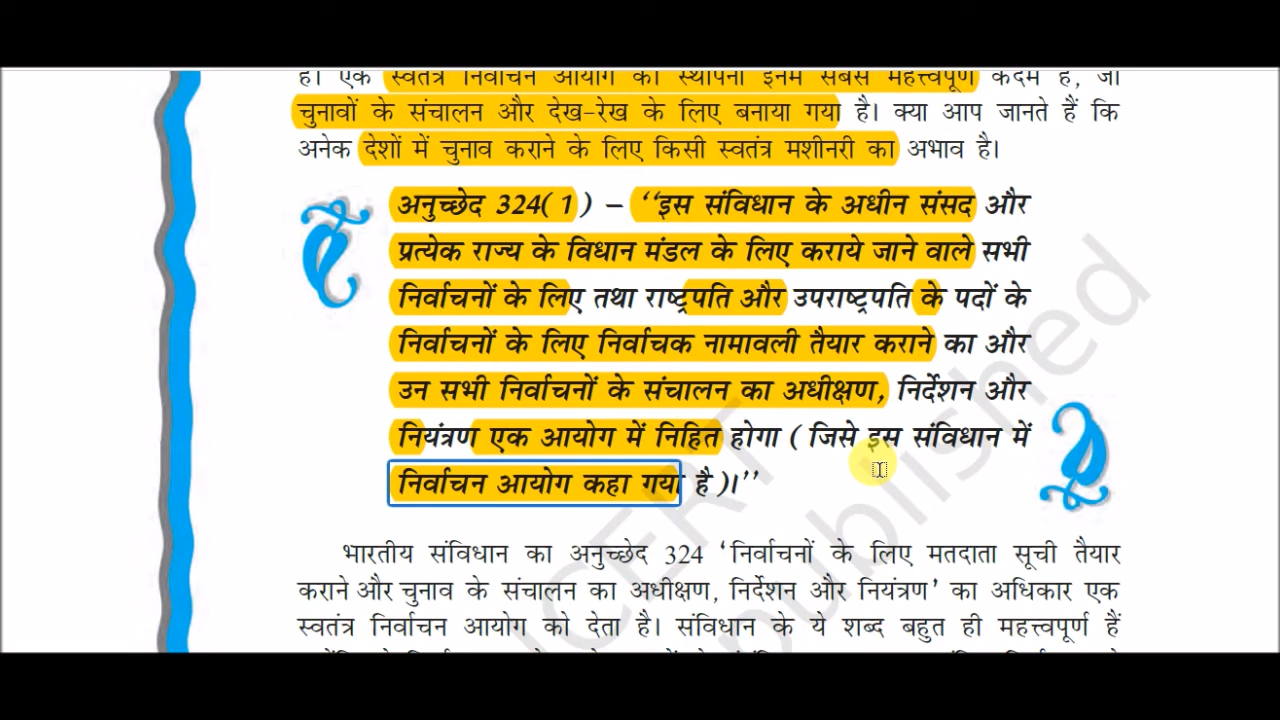 है। एक स्वतंत्र निर्वाचन आयोग की स्थापना इनमें सबसे महत्त्वपूर्ण कदम है, जो
चुनावों के संचालन और देख-रेख के लिए बनाया गया है। क्या आप जानते हैं कि
अनेक देशों में चुनाव कराने के लिए किसी स्वतंत्र मशीनरी का अभाव है।
अनुच्छेद 324(1) – ‘‘इस संविधान के अधीन संसद और
प्रत्येक राज्य के विधान मंडल के लिए कराये जाने वाले सभी
निर्वाचनों के लिए तथा राष्ट्रपति और उपराष्ट्रपति के पदों के
निर्वाचनों के लिए निर्वाचक नामावली तैयार कराने का और
उन सभी निर्वाचनों के संचालन का अधीक्षण, निर्देशन और
नियंत्रण एक आयोग में निहित होगा (जिसे इस संविधान में
निर्वाचन आयोग कहा गया है)।’’
भारतीय संविधान का अनुच्छेद 324 ‘निर्वाचनों के लिए मतदाता सूची तैयार
कराने और चुनाव के संचालन का अधीक्षण, निर्देशन और नियंत्रण’ का अधिकार एक
स्वतंत्र निर्वाचन आयोग को देता है। संविधान के ये शब्द बहुत ही महत्त्वपूर्ण हैं
published